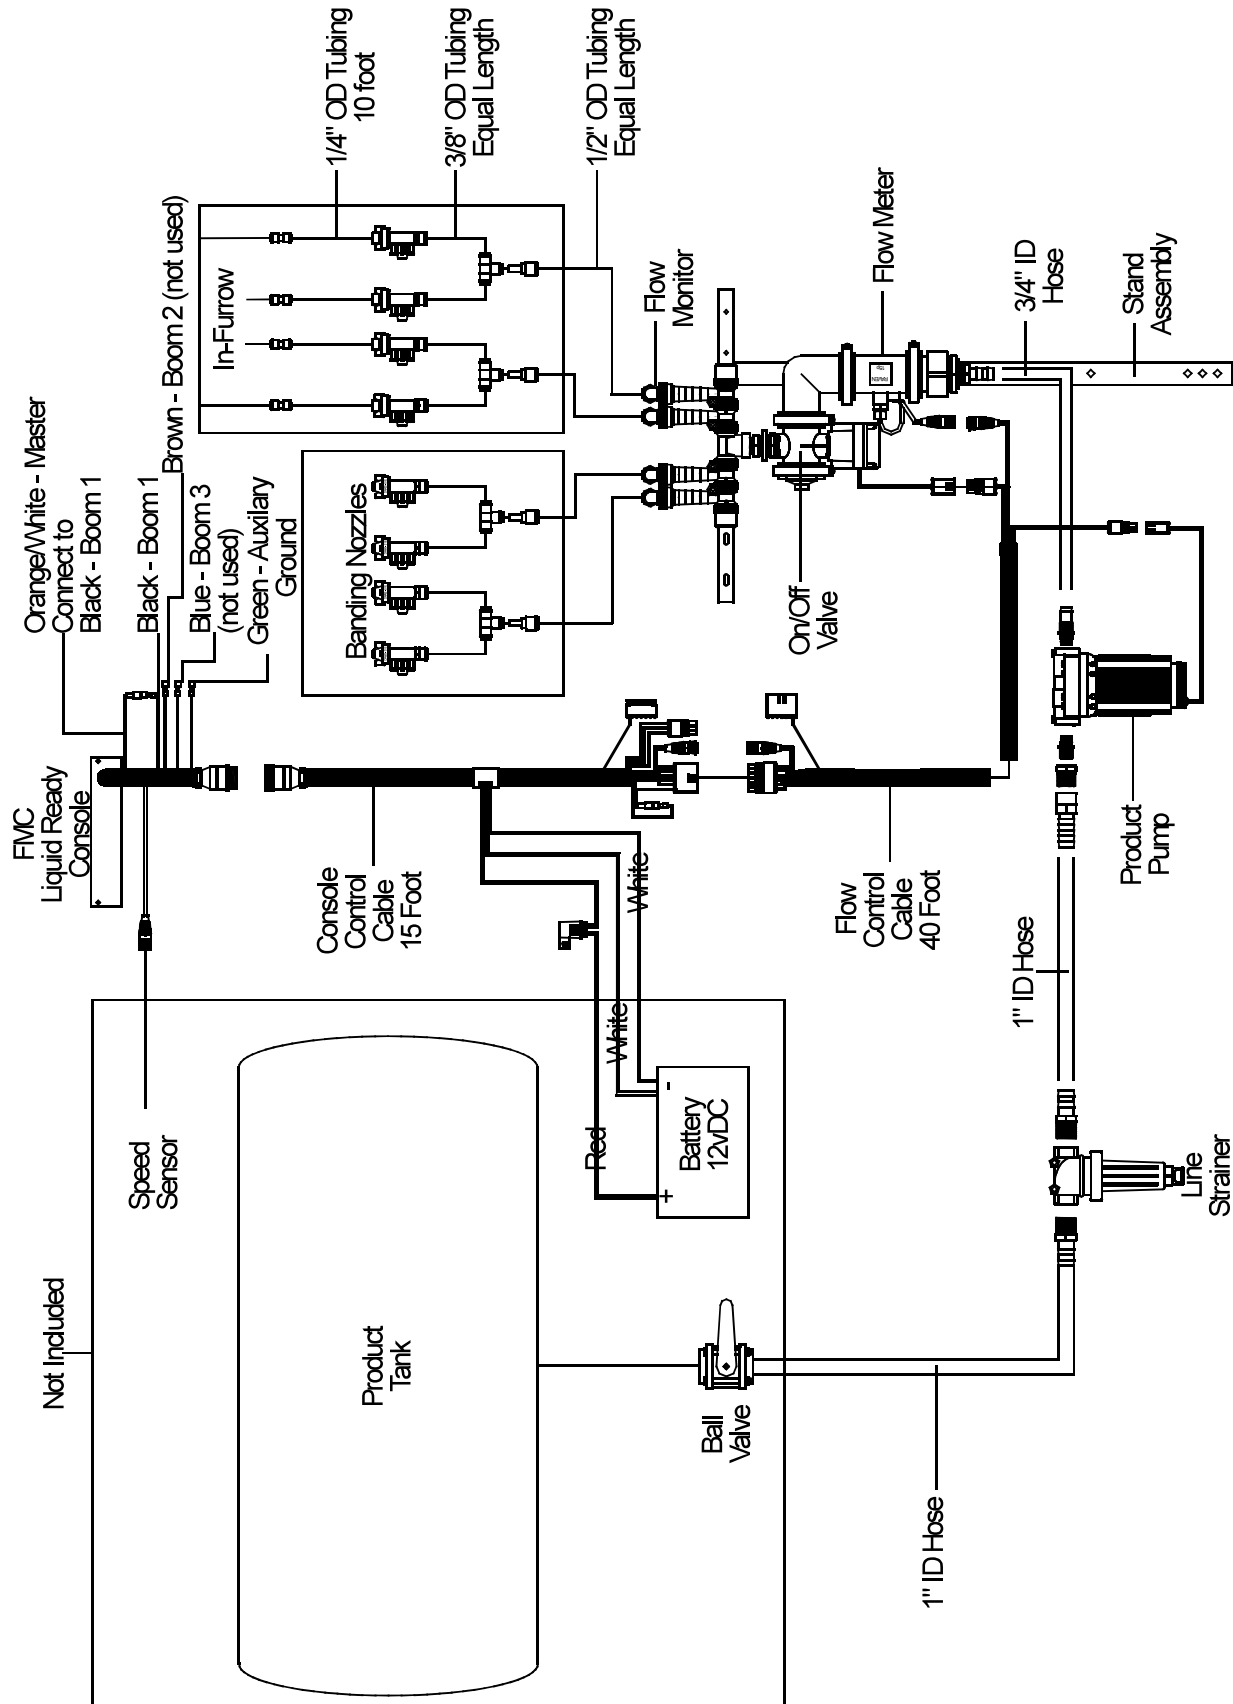 Orange/White - Master
Connect to
Black - Boom 1
Black - Boom 1
Brown - Boom 2 (not used)
Blue - Boom 3
(not used)
Green - Auxilary
Ground
FMC
Liquid Ready
Console
Speed
Sensor
Not Included
In-Furrow
1/4" OD Tubing
10 foot
3/8" OD Tubing
Equal Length
1/2" OD Tubing
Equal Length
Banding Nozzles
Flow
Monitor
Flow Meter
RAVEN
3/4" ID
Hose
Stand
Assembly
On/Off
Valve
Console
Control
Cable
15 Foot
White
White
Red
Flow
Control
Cable
40 Foot
Product
Pump
1" ID Hose
Battery
12vDC
+
-
Product
Tank
Ball
Valve
Line
Strainer
1" ID Hose